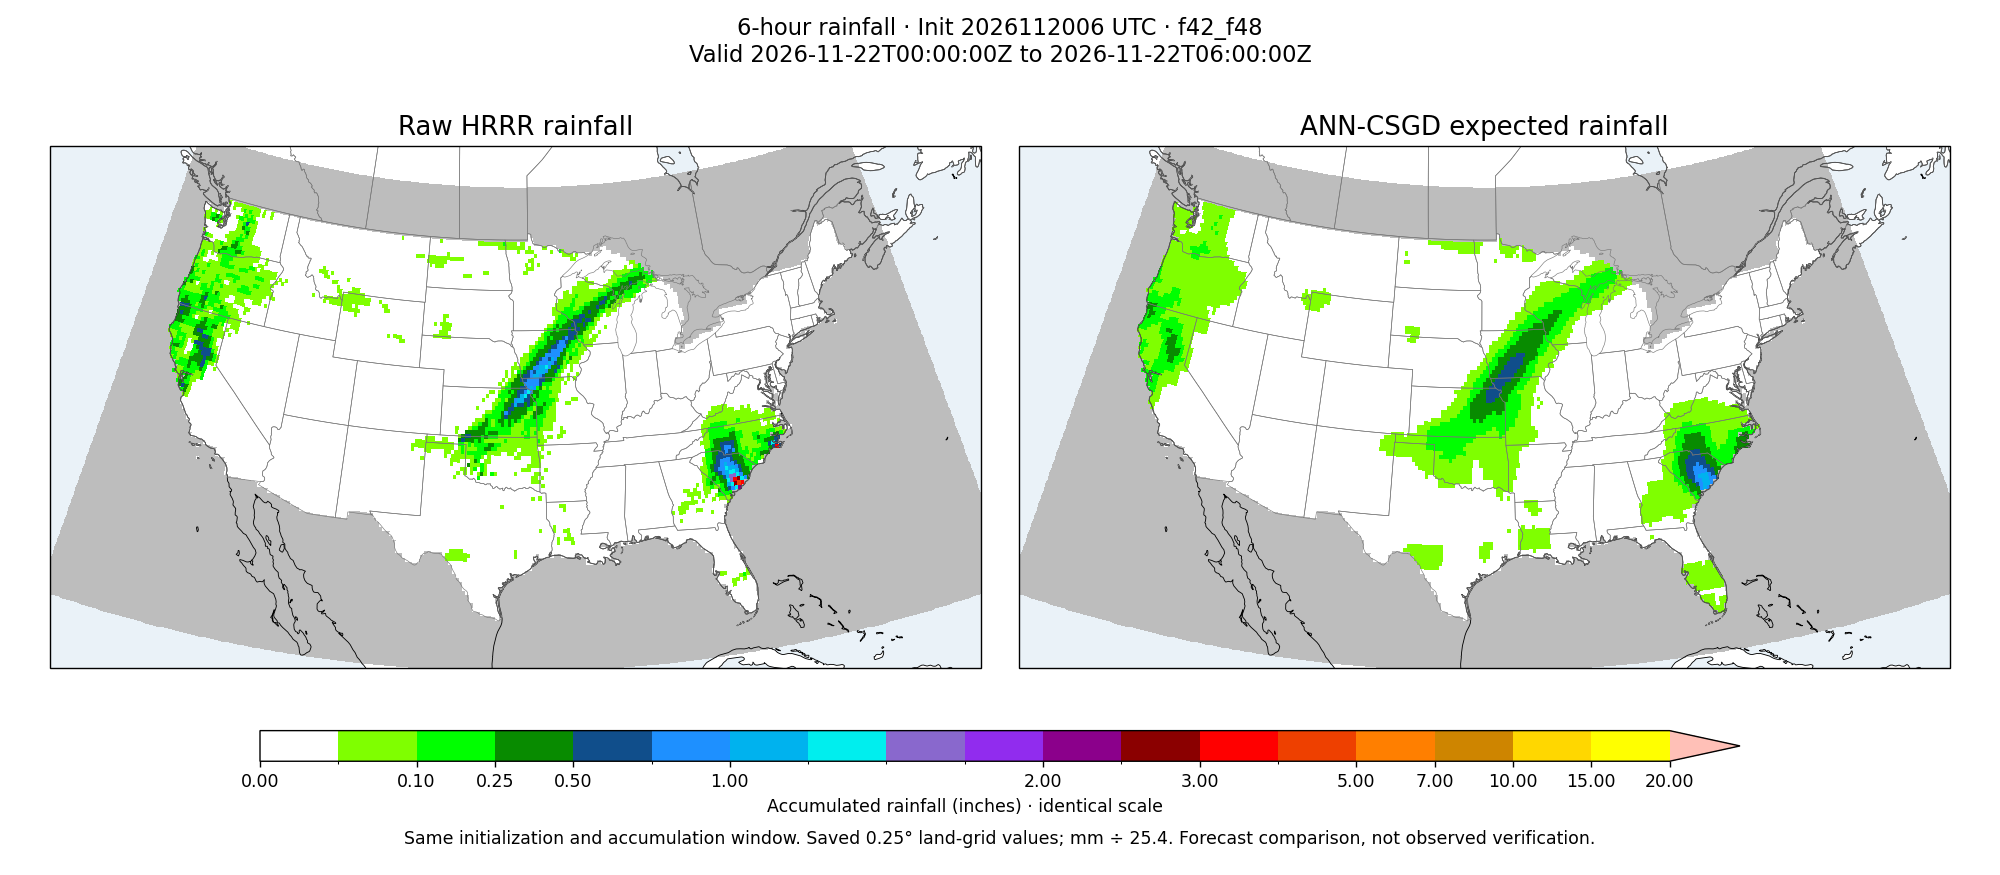 6-hour rainfall · Init 2026112006 UTC · f42_f48
Valid 2026-11-22T00:00:00Z to 2026-11-22T06:00:00Z
Raw HRRR rainfall
ANN-CSGD expected rainfall
0.00 0.10 0.25 0.50 1.00 2.00 3.00 5.00 7.00 10.00 15.00 20.00
Accumulated rainfall (inches) · identical scale
Same initialization and accumulation window. Saved 0.25° land-grid values; mm ÷ 25.4. Forecast comparison, not observed verification.